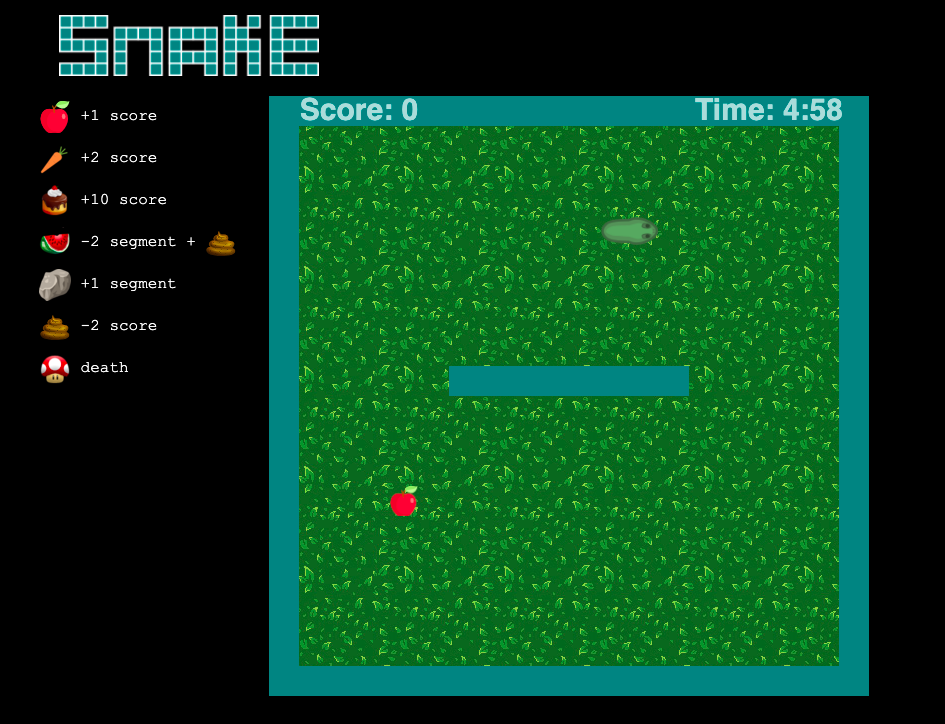 SnakE
Score: 0
Time: 4:58
+1 score
+2 score
+10 score
-2 segment +
+1 segment
-2 score
death